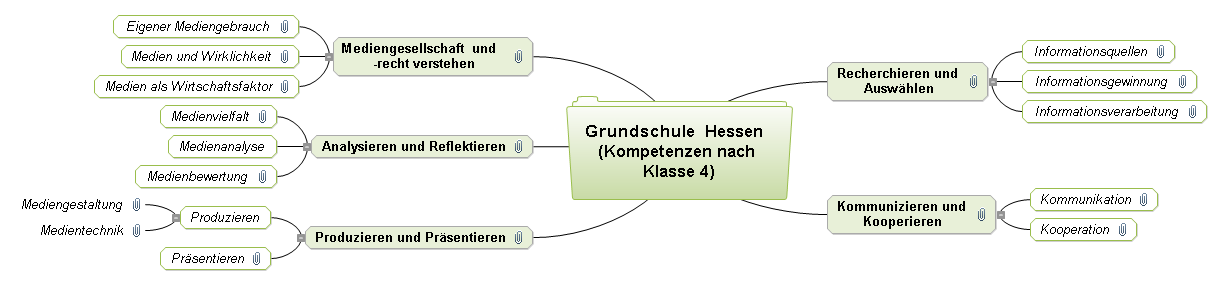 Grundschule Hessen
(Kompetenzen nach
Klasse 4)
Mediengesellschaft und
-recht verstehen
Eigener Mediengebrauch
Medien und Wirklichkeit
Medien als Wirtschaftsfaktor
Analysieren und Reflektieren
Medienvielfalt
Medienanalyse
Medienbewertung
Produzieren und Präsentieren
Produzieren
Mediengestaltung
Medientechnik
Präsentieren
Recherchieren und
Auswählen
Informationsquellen
Informationsgewinnung
Informationsverarbeitung
Kommunizieren und
Kooperieren
Kommunikation
Kooperation